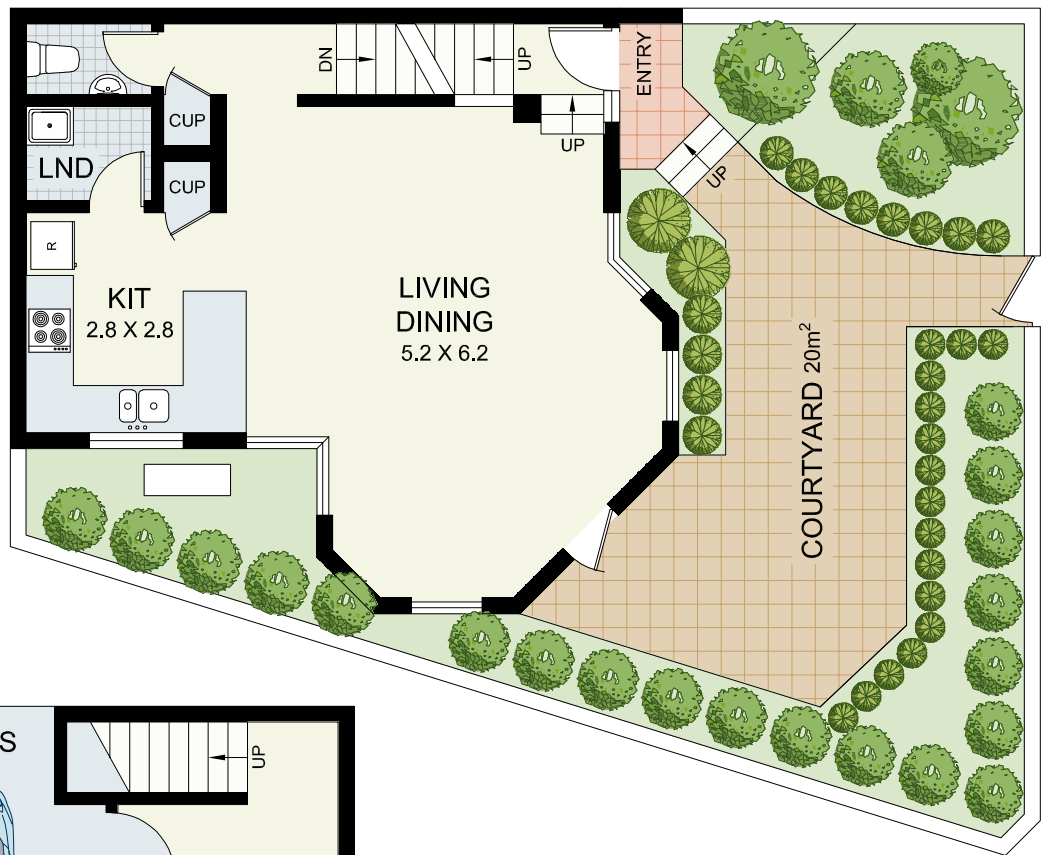 DN
UP
ENTRY
CUP
UP
LND
CUP
UP
R
KIT
2.8 X 2.8
LIVING
DINING
5.2 X 6.2
COURTYARD 20m²
S
UP